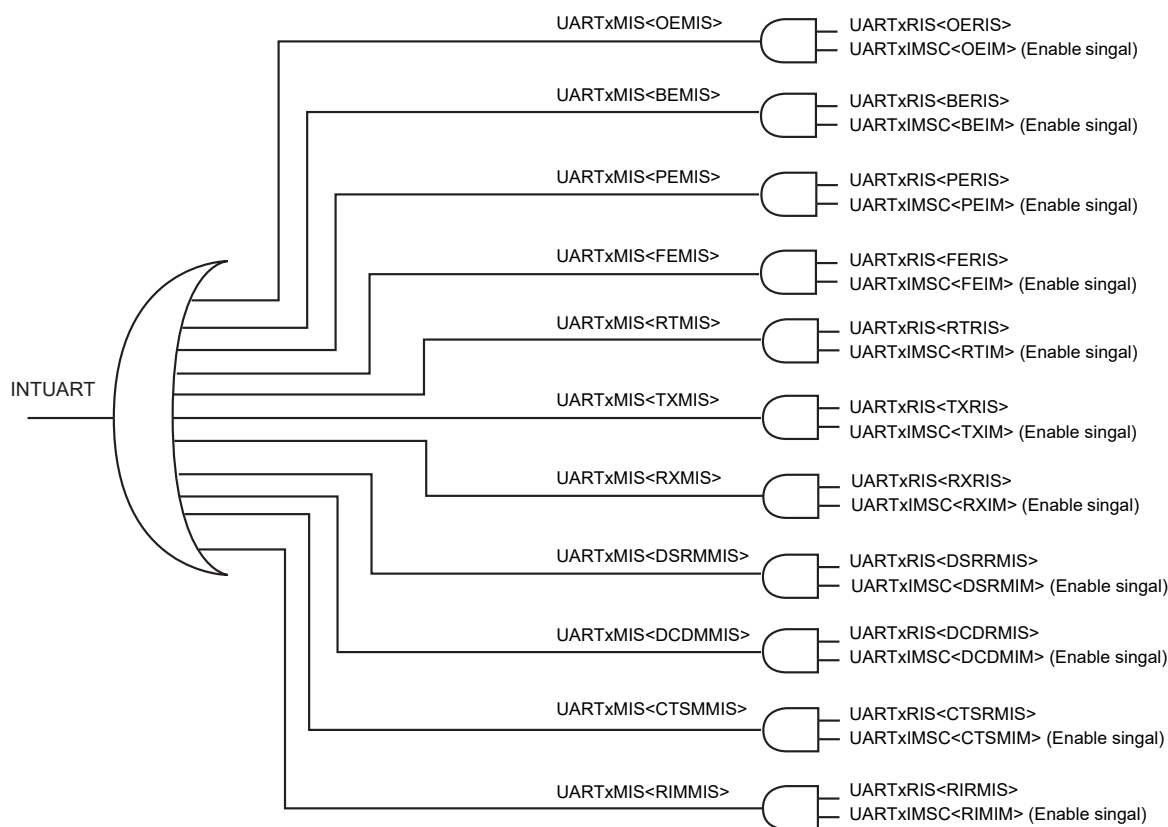 UARTxMIS<OEMIS>
UARTxRIS<OERIS>
UARTxIMSC<OEIM> (Enable singal)
UARTxMIS<BEMIS>
UARTxRIS<BERIS>
UARTxIMSC<BEIM> (Enable singal)
UARTxMIS<PEMIS>
UARTxRIS<PERIS>
UARTxIMSC<PEIM> (Enable singal)
UARTxMIS<FEMIS>
UARTxRIS<FERIS>
UARTxIMSC<FEIM> (Enable singal)
UARTxMIS<RTMIS>
UARTxRIS<RTRIS>
UARTxIMSC<RTIM> (Enable singal)
INTUART
UARTxMIS<TXMIS>
UARTxRIS<TXRIS>
UARTxIMSC<TXIM> (Enable singal)
UARTxMIS<RXMIS>
UARTxRIS<RXRIS>
UARTxIMSC<RXIM> (Enable singal)
UARTxMIS<DSRMMIS>
UARTxRIS<DSRRMIS>
UARTxIMSC<DSRMIM> (Enable singal)
UARTxMIS<DCDMMIS>
UARTxRIS<DCDRMIS>
UARTxIMSC<DCDMIM> (Enable singal)
UARTxMIS<CTSMMIS>
UARTxRIS<CTSRMIS>
UARTxIMSC<CTSMIM> (Enable singal)
UARTxMIS<RIMMIS>
UARTxRIS<RIRMIS>
UARTxIMSC<RIMIM> (Enable singal)